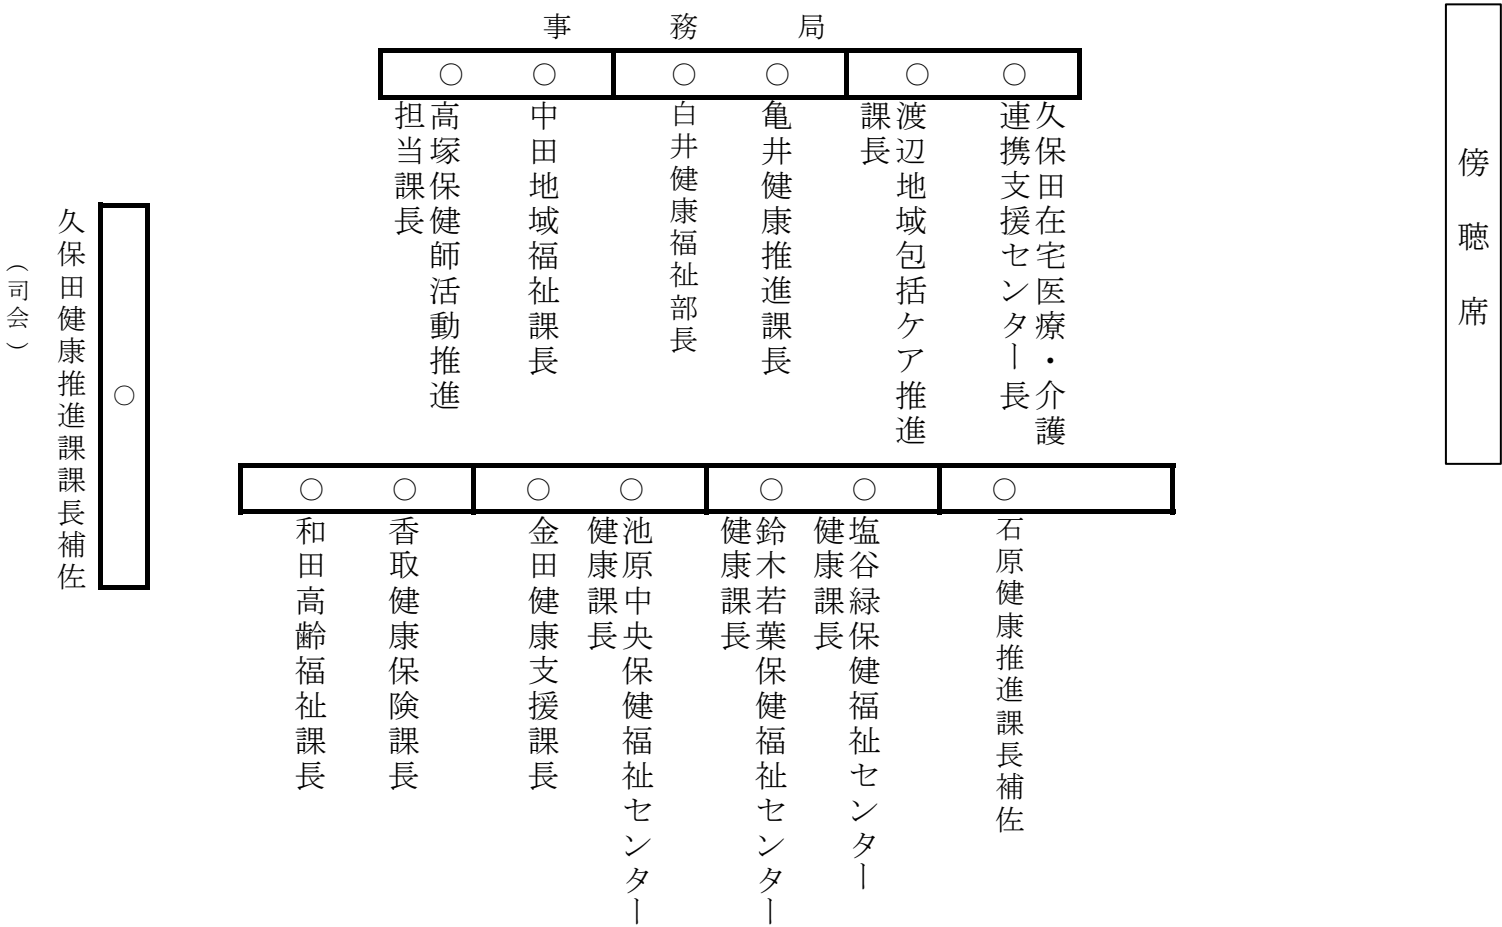 事務局
○ ○ ○ ○ ○ ○
久保田在宅医療・介護
連携支援センター長
渡辺地域包括ケア推進
課長
亀井健康推進課長
白井健康福祉部長
中田地域福祉課長
高塚保健師活動推進
担当課長
傍聴席
○
久保田健康推進課課長補佐
（司会）
○ ○ ○ ○ ○ ○ ○
石原健康推進課長補佐
塩谷緑保健福祉センター
健康課長
鈴木若葉保健福祉センター
健康課長
池原中央保健福祉センター
健康課長
金田健康支援課長
香取健康保険課長
和田高齢福祉課長